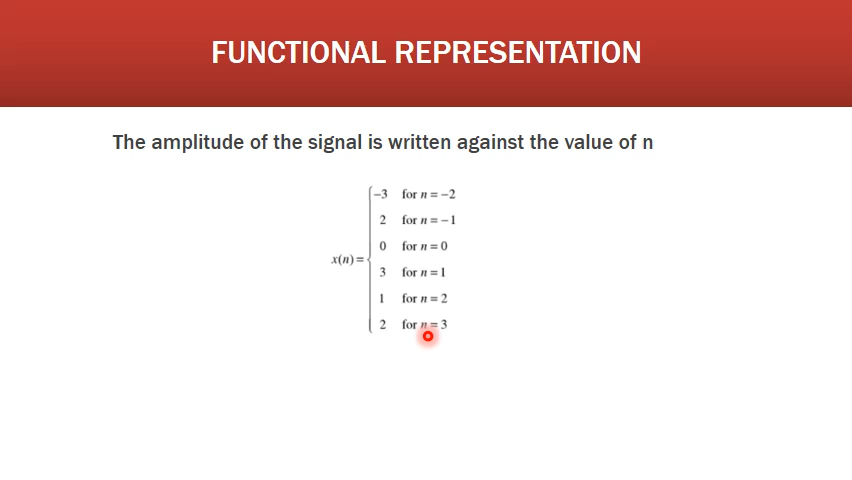 FUNCTIONAL REPRESENTATION
The amplitude of the signal is written against the value of n
−3 for n = −2
2 for n = −1
0 for n = 0
x(n) =
3 for n = 1
1 for n = 2
2 for n = 3